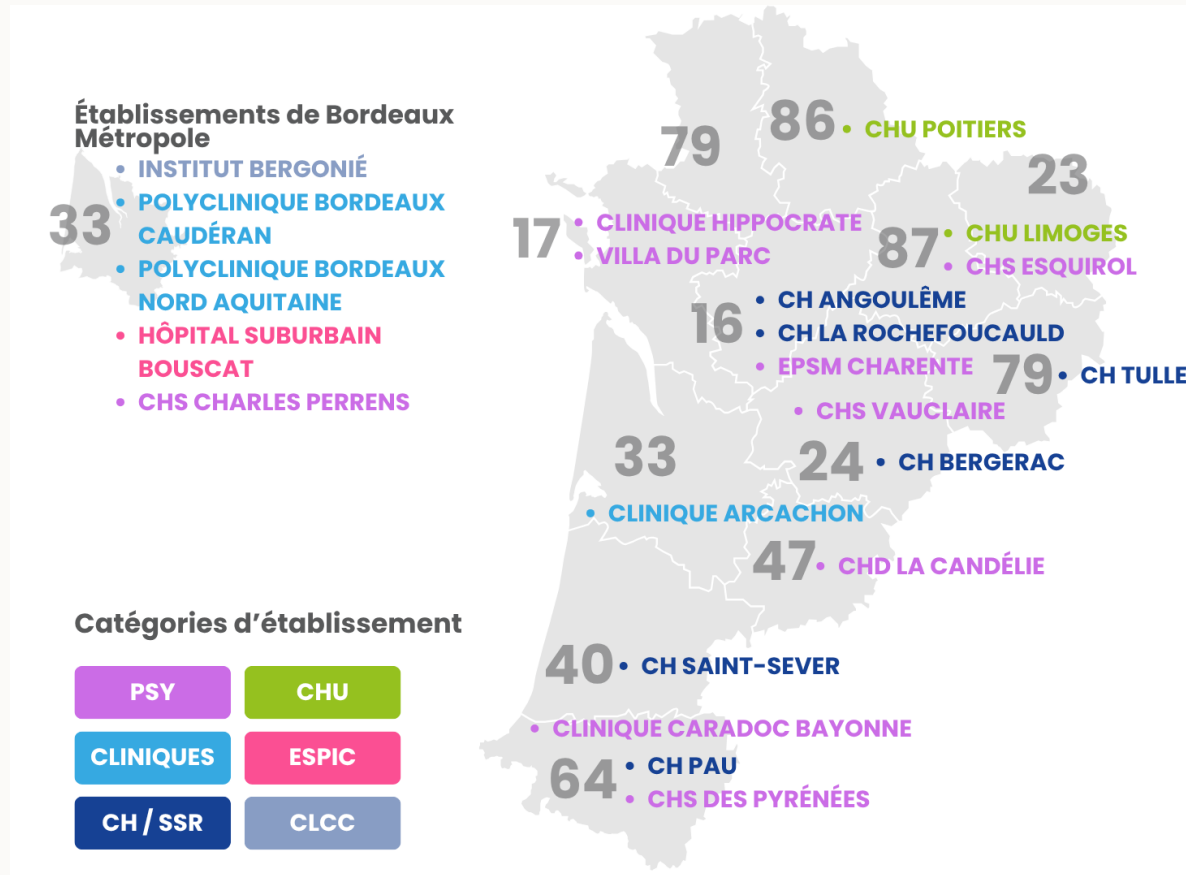 Établissements de Bordeaux
Métropole
33
• INSTITUT BERGONIÉ
• POLYCLINIQUE BORDEAUX
CAUDÉRAN
• POLYCLINIQUE BORDEAUX
NORD AQUITAINE
• HÔPITAL SUBURBAIN
BOUSCAT
• CHS CHARLES PERRENS
79
86
• CHU POITIERS
23
17
• CLINIQUE HIPPOCRATE
• VILLA DU PARC
87
• CHU LIMOGES
• CHS ESQUIROL
16
• CH ANGOULÊME
• CH LA ROCHEFOUCAULD
• EPSM CHARENTE
79
• CH TULLE
• CHS VAUCLAIRE
33
24
• CH BERGERAC
• CLINIQUE ARCACHON
47
• CHD LA CANDÉLIE
40
• CH SAINT-SEVER
• CLINIQUE CARADOC BAYONNE
64
• CH PAU
• CHS DES PYRÉNÉES
Catégories d’établissement
PSY
CHU
CLINIQUES
ESPIC
CH / SSR
CLCC